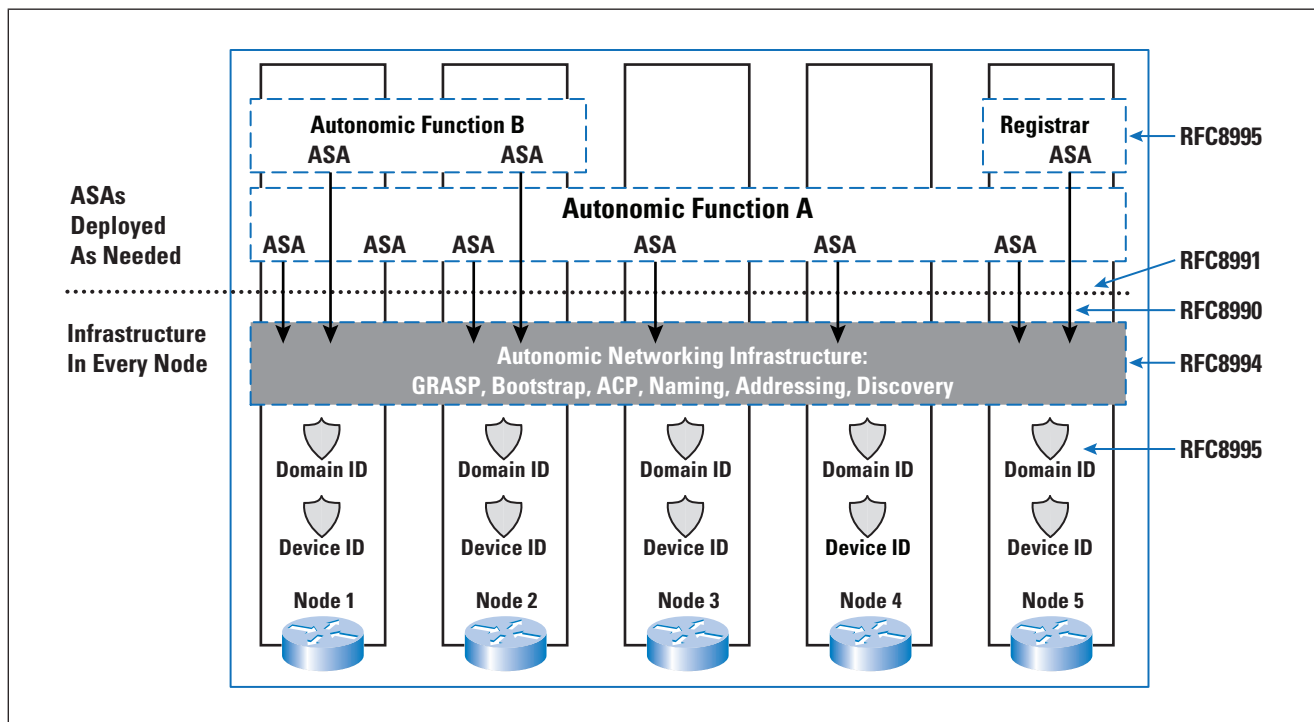 Autonomic Function B
ASA ASA
Registrar
ASA
RFC8995
ASAs
Deployed
As Needed
Autonomic Function A
ASA ASA ASA ASA ASA ASA
RFC8991
RFC8990
Infrastructure
In Every Node
Autonomic Networking Infrastructure:
GRASP, Bootstrap, ACP, Naming, Addressing, Discovery
RFC8994
Domain ID Domain ID Domain ID Domain ID Domain ID
RFC8995
Device ID Device ID Device ID Device ID Device ID
Node 1 Node 2 Node 3 Node 4 Node 5